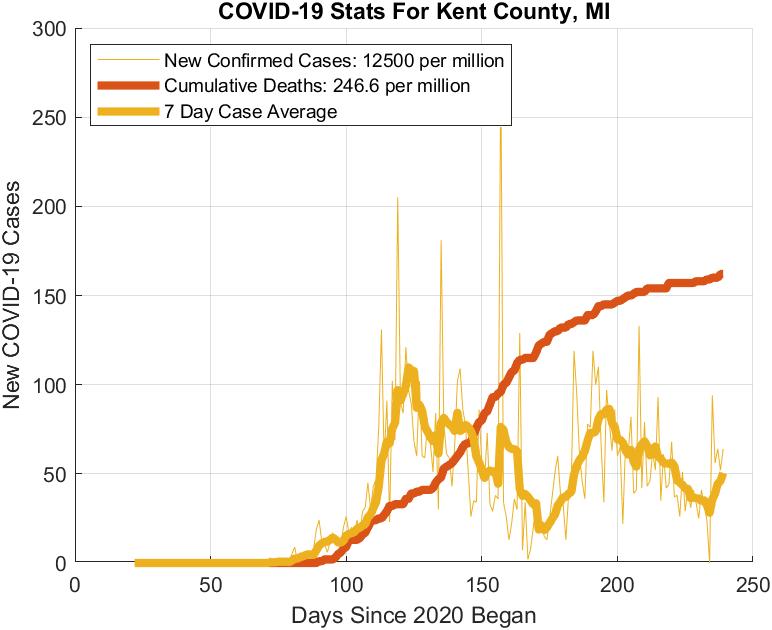 COVID-19 Stats For Kent County, MI
300
250
200
150
100
50
0
New COVID-19 Cases
New Confirmed Cases: 12500 per million
Cumulative Deaths: 246.6 per million
7 Day Case Average
0 50 100 150 200 250
Days Since 2020 Began